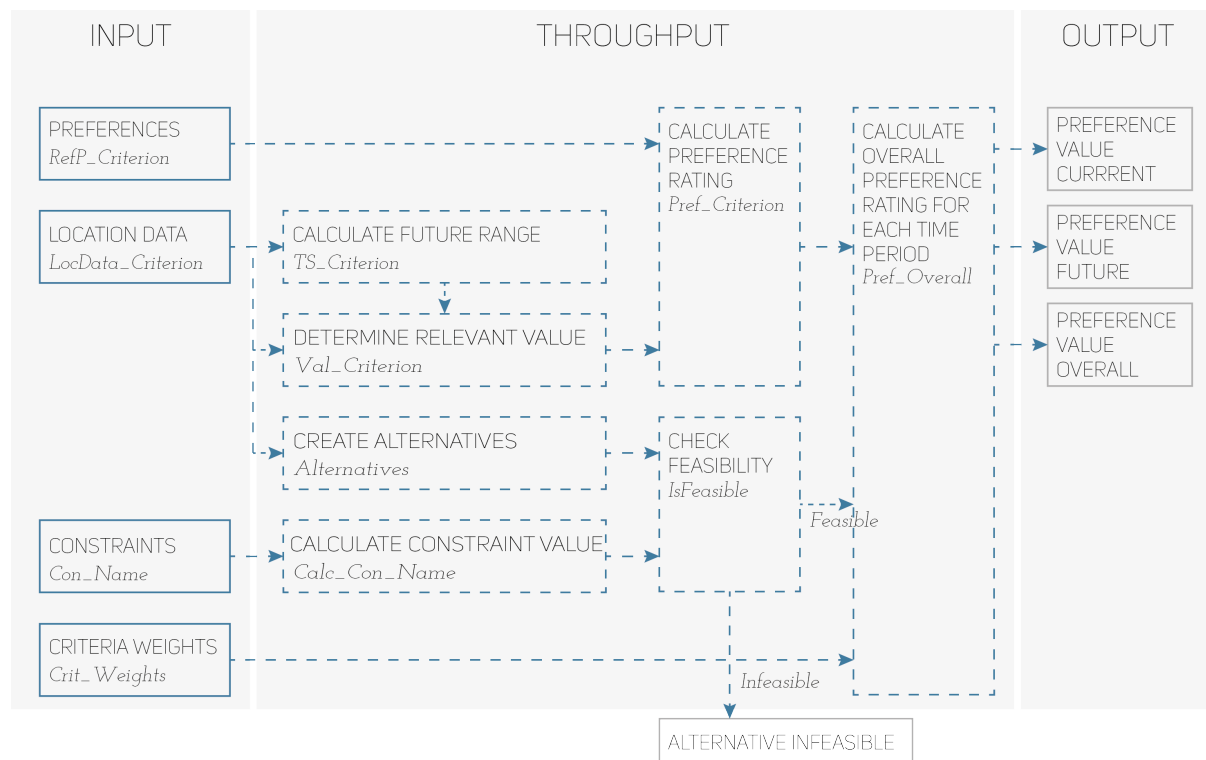 INPUT
THROUGHPUT
OUTPUT
PREFERENCES
RefP_Criterion
LOCATION DATA
LocData_Criterion
CONSTRAINTS
Con_Name
CRITERIA WEIGHTS
Crit_Weights
CALCULATE FUTURE RANGE
TS_Criterion
DETERMINE RELEVANT VALUE
Val_Criterion
CREATE ALTERNATIVES
Alternatives
CALCULATE CONSTRAINT VALUE
Calc_Con_Name
CALCULATE
PREFERENCE
RATING
Pref_Criterion
CHECK
FEASIBILITY
IsFeasible
Feasible
Infeasible
CALCULATE
OVERALL
PREFERENCE
RATING FOR
EACH TIME
PERIOD
Pref_Overall
PREFERENCE
VALUE
CURRRENT
PREFERENCE
VALUE
FUTURE
PREFERENCE
VALUE
OVERALL
ALTERNATIVE INFEASIBLE